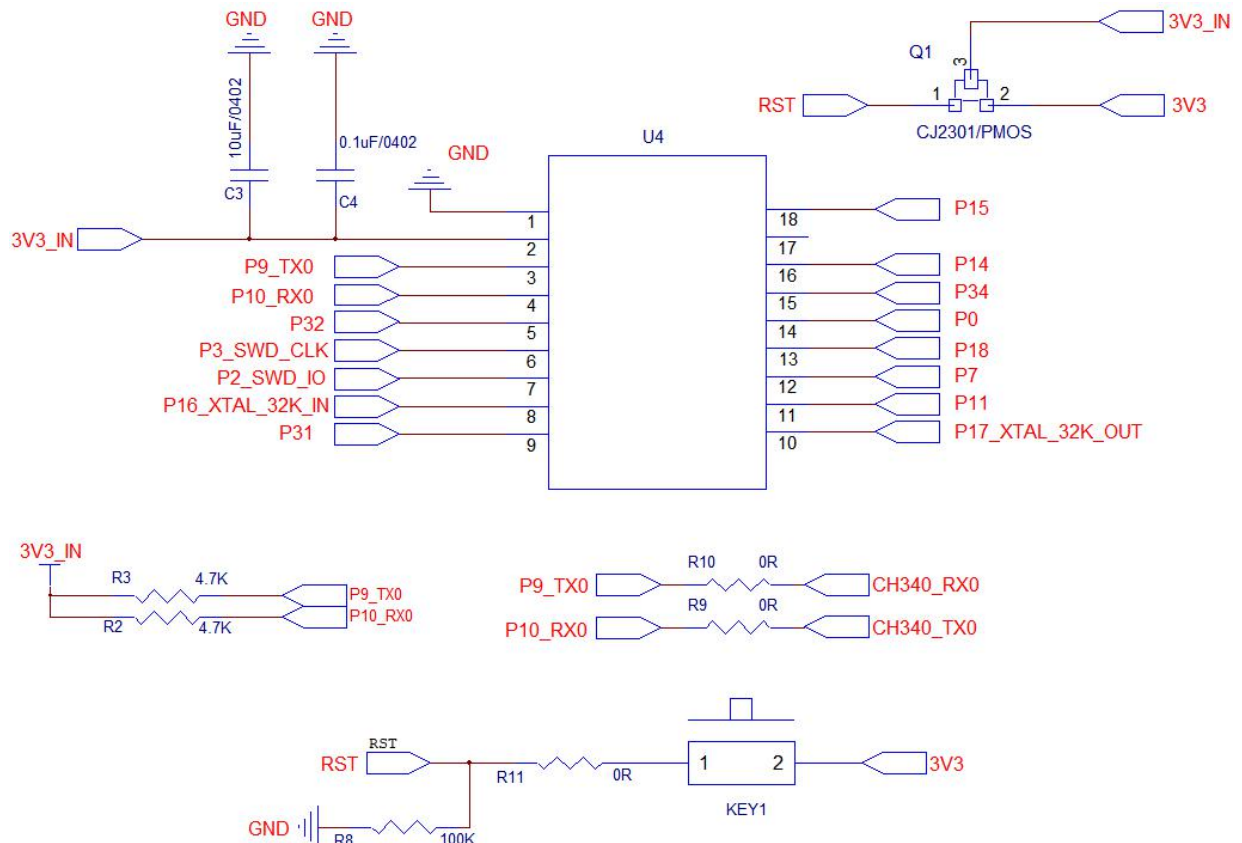 GND
GND
10uF/0402
0.1uF/0402
C3
C4
3V3_IN
Q1
3
3V3_IN
RST
1
2
3V3
CJ2301/PMOS
U4
GND
1
2
P9_TX0
3
P10_RX0
4
P32
5
P3_SWD_CLK
6
P2_SWD_IO
7
P16_XTAL_32K_IN
8
P31
9
18
P15
17
16
P14
15
P34
14
P0
13
P18
12
P7
11
P11
10
P17_XTAL_32K_OUT
3V3_IN
R3
4.7K
P9_TX0
R2
4.7K
P10_RX0
R10
0R
P9_TX0
CH340_RX0
R9
0R
P10_RX0
CH340_TX0
RST
RST
R11
0R
1
2
3V3
KEY1
GND
R8
100K